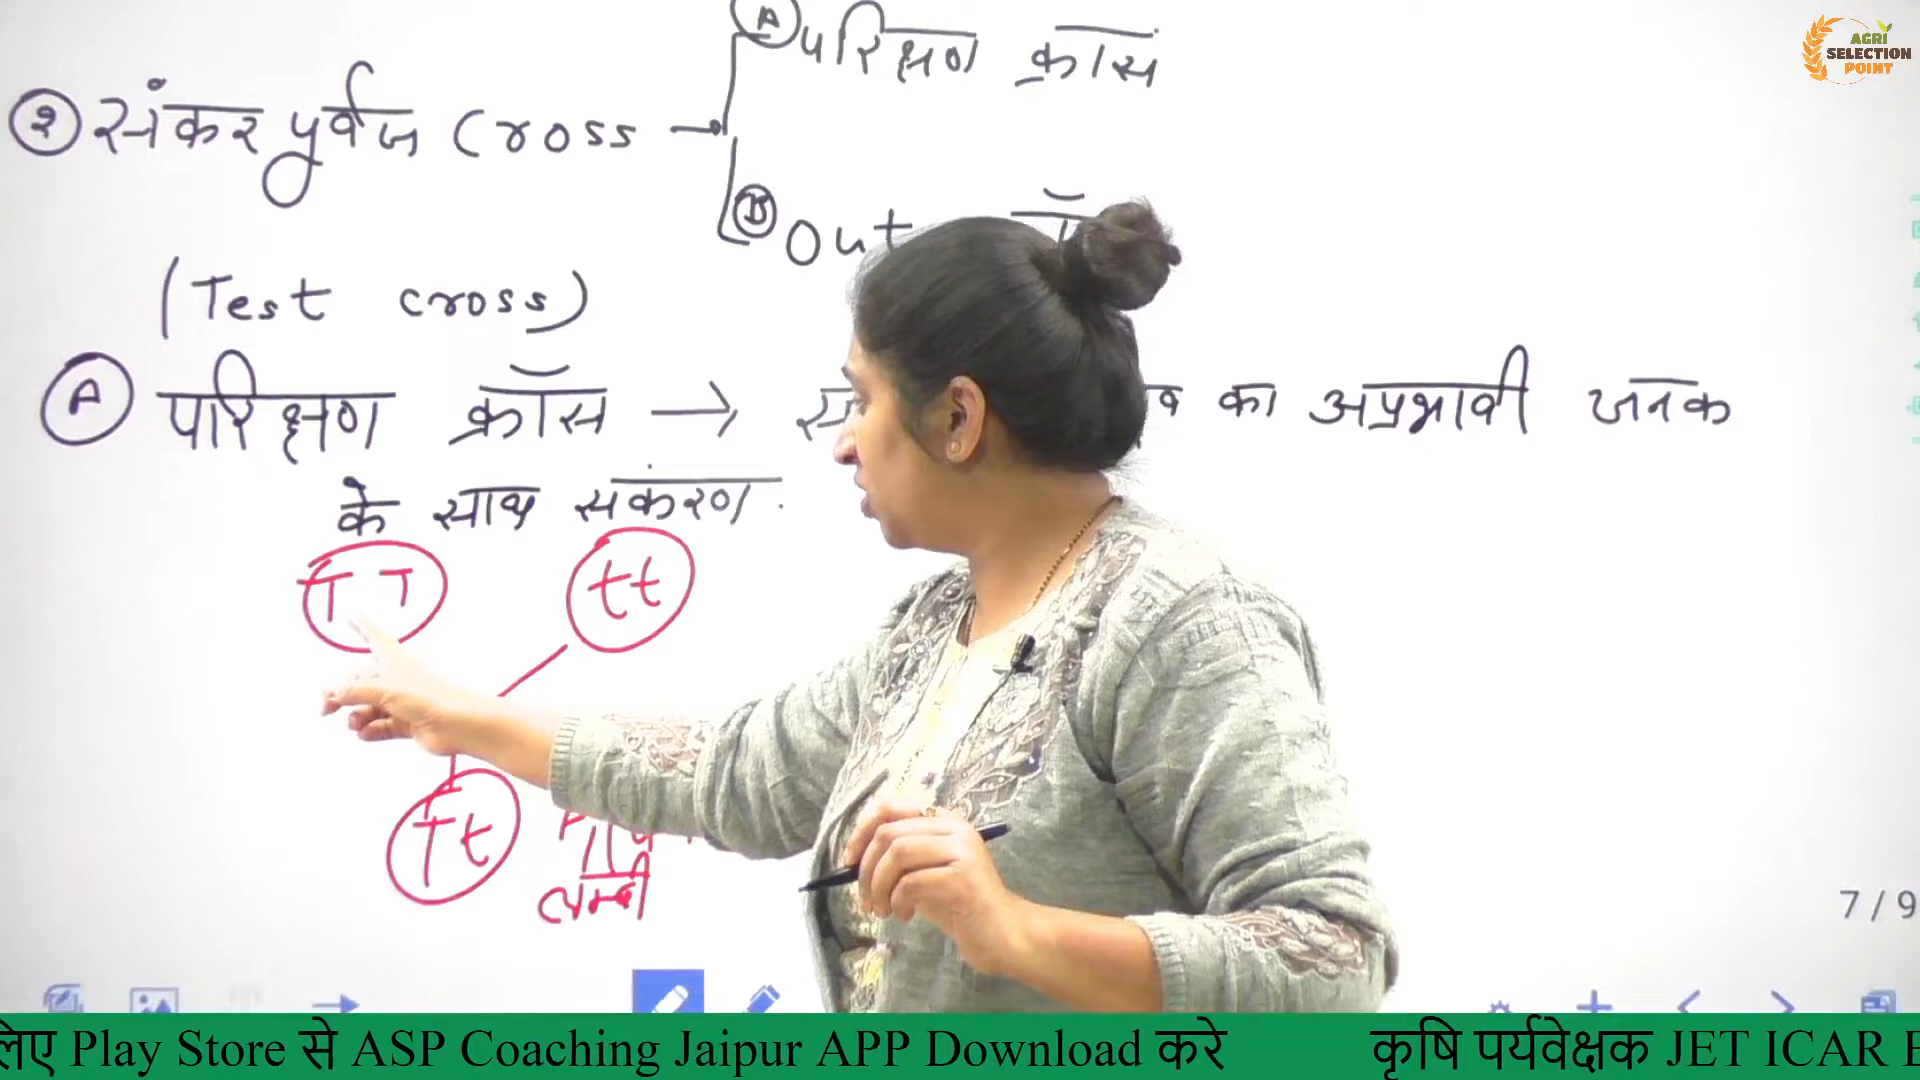 Ⓐ परिक्षण क्रास
② संकर पुर्वज Cross →
Ⓑ Out
(Test cross)
Ⓐ परिक्षण क्रॉस → का अप्रभावी जनक
के साथ संकरण.
TT tt
Tt
लम्बी
7 / 9
AGRI
SELECTION
POINT
लिए Play Store से ASP Coaching Jaipur APP Download करे कृषि पर्यवेक्षक JET ICAR